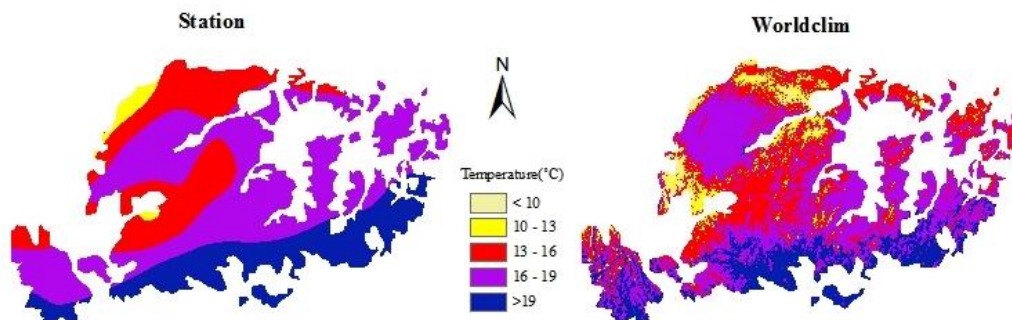 Station
Worldclim
N
Temperature(°C)
< 10
10 - 13
13 - 16
16 - 19
>19